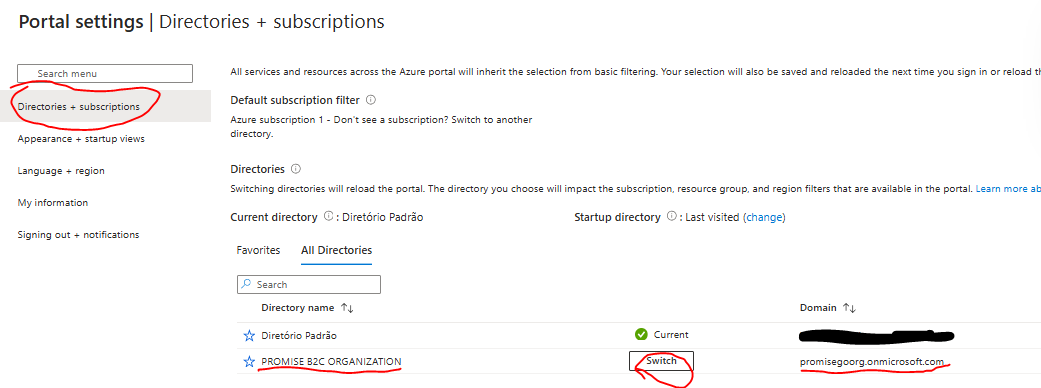 Portal settings | Directories + subscriptions
Search menu
All services and resources across the Azure portal will inherit the selection from basic filtering. Your selection will also be saved and reloaded the next time you sign in or reload
Directories + subscriptions
Default subscription filter
Azure subscription 1 - Don't see a subscription? Switch to another
directory.
Appearance + startup views
Language + region
Directories
Switching directories will reload the portal. The directory you choose will impact the subscription, resource group, and region filters that are available in the portal. Learn more
My information
Current directory : Diretório Padrão
Startup directory : Last visited (change)
Signing out + notifications
Favorites
All Directories
Search
Directory name
Domain
Diretório Padrão
Current
PROMISE B2C ORGANIZATION
Switch
promisegoorg.onmicrosoft.com